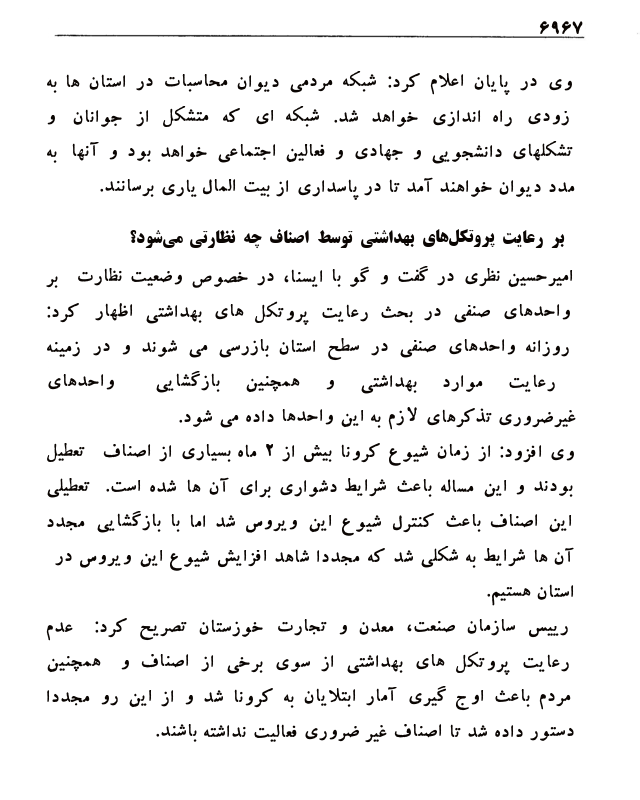 ۶۹۶۷
وی در پایان اعلام کرد: شبکه مردمی دیوان محاسبات در استان ها به
زودی راه اندازی خواهد شد. شبکه ای که متشکل از جوانان و
تشکلهای دانشجویی و جهادی و فعالین اجتماعی خواهد بود و آنها به
مدد دیوان خواهند آمد تا در پاسداری از بیت المال یاری برسانند.
بر رعایت پروتکل‌های بهداشتی توسط اصناف چه نظارتی می‌شود؟
امیرحسین نظری در گفت و گو با ایسنا، در خصوص وضعیت نظارت بر
واحدهای صنفی در بحث رعایت پروتکل های بهداشتی اظهار کرد:
روزانه واحدهای صنفی در سطح استان بازرسی می شوند و در زمینه
رعایت موارد بهداشتی و همچنین بازگشایی واحدهای
غیرضروری تذکرهای لازم به این واحدها داده می شود.
وی افزود: از زمان شیوع کرونا بیش از ۲ ماه بسیاری از اصناف تعطیل
بودند و این مساله باعث شرایط دشواری برای آن ها شده است. تعطیلی
این اصناف باعث کنترل شیوع این ویروس شد اما با بازگشایی مجدد
آن ها شرایط به شکلی شد که مجددا شاهد افزایش شیوع این ویروس در
استان هستیم.
رییس سازمان صنعت، معدن و تجارت خوزستان تصریح کرد: عدم
رعایت پروتکل های بهداشتی از سوی برخی از اصناف و همچنین
مردم باعث اوج گیری آمار ابتلایان به کرونا شد و از این رو مجددا
دستور داده شد تا اصناف غیر ضروری فعالیت نداشته باشند.